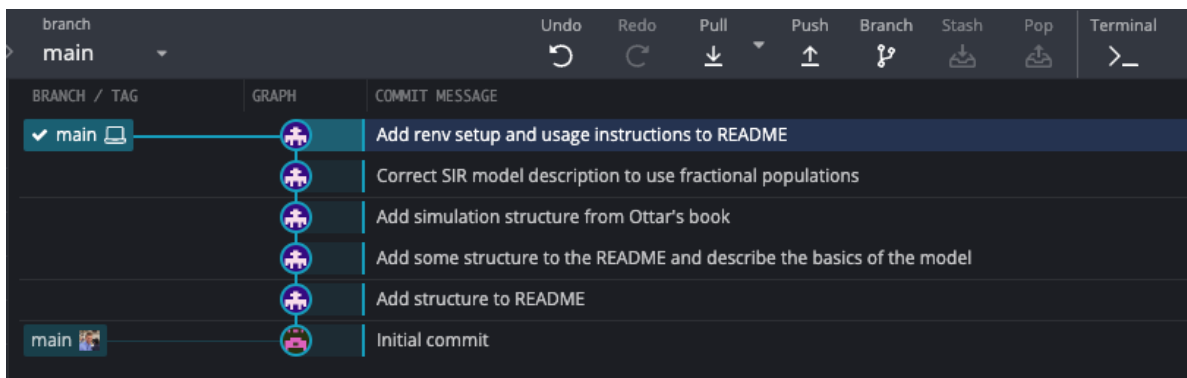 branch
main
Undo Redo Pull Push Branch Stash Pop Terminal
BRANCH / TAG GRAPH COMMIT MESSAGE
main Add renv setup and usage instructions to README
Correct SIR model description to use fractional populations
Add simulation structure from Ottar's book
Add some structure to the README and describe the basics of the model
Add structure to README
main Initial commit